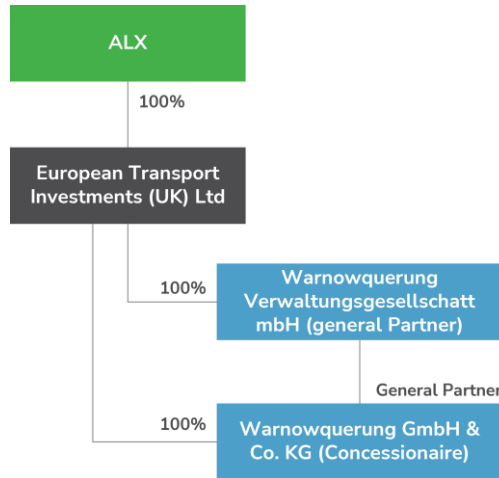 ALX
100%
European Transport
Investments (UK) Ltd
100%
Warnowquerung
Verwaltungsgesellschatt
mbH (general Partner)
General Partner
100%
Warnowquerung GmbH &
Co. KG (Concessionaire)